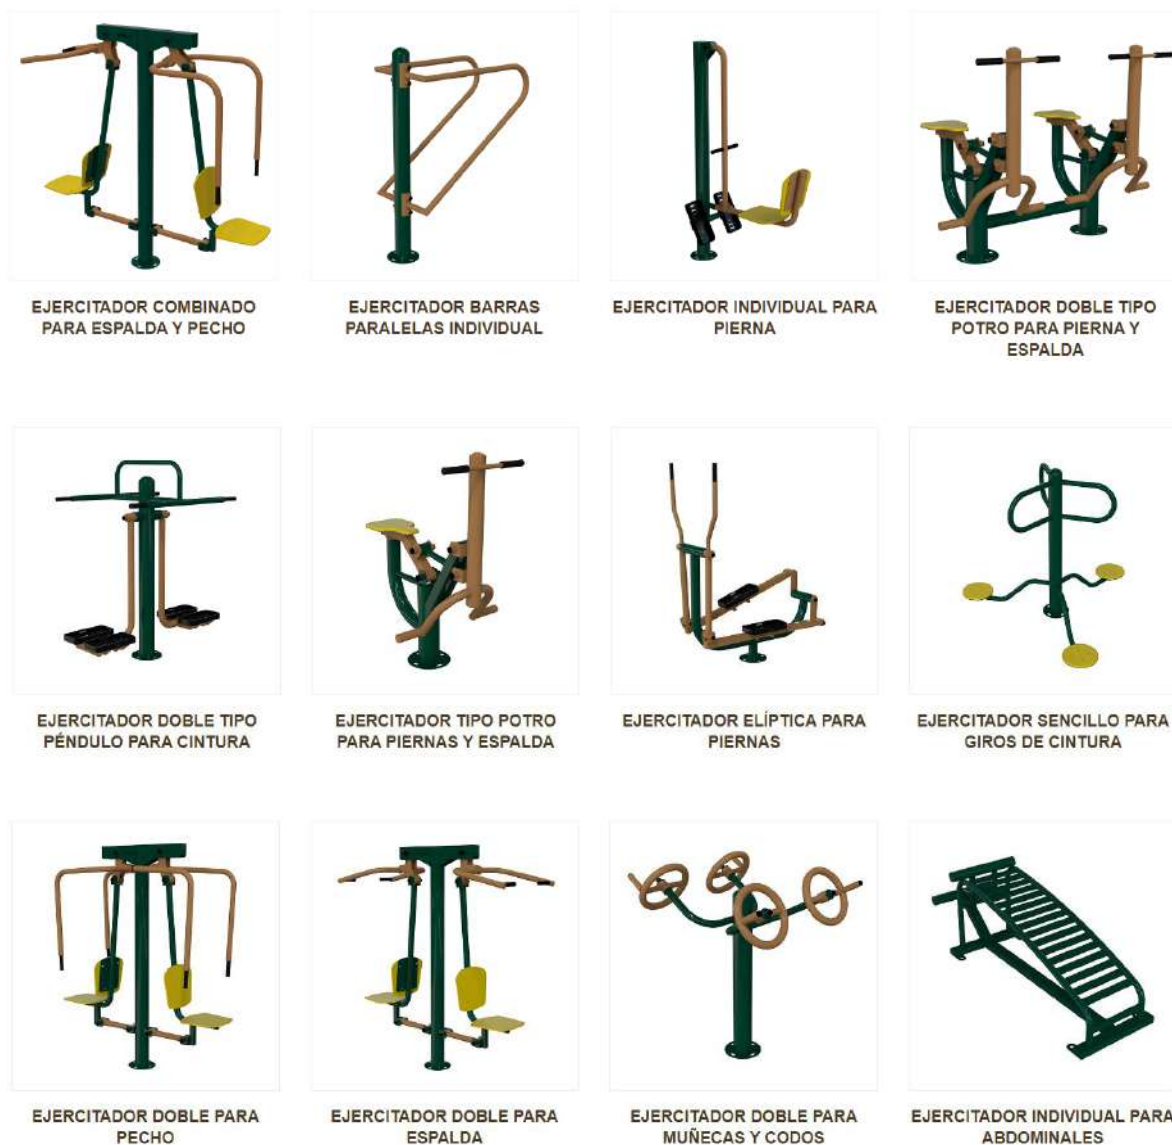 EJERCITADOR COMBINADO
PARA ESPALDA Y PECHO
EJERCITADOR BARRAS
PARALELAS INDIVIDUAL
EJERCITADOR INDIVIDUAL PARA
PIERNA
EJERCITADOR DOBLE TIPO
POTRO PARA PIERNA Y
ESPALDA
EJERCITADOR DOBLE TIPO
PÉNDULO PARA CINTURA
EJERCITADOR TIPO POTRO
PARA PIERNAS Y ESPALDA
EJERCITADOR ELÍPTICA PARA
PIERNAS
EJERCITADOR SENCILLO PARA
GIROS DE CINTURA
EJERCITADOR DOBLE PARA
PECHO
EJERCITADOR DOBLE PARA
ESPALDA
EJERCITADOR DOBLE PARA
MUÑECAS Y CODOS
EJERCITADOR INDIVIDUAL PARA
ABDOMINALES